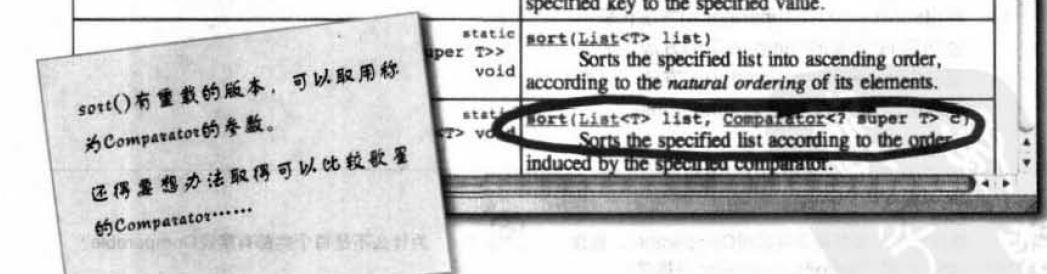 specified key to the specified value.
static
uper T>>
void
sort(List<T> list)
Sorts the specified list into ascending order,
according to the natural ordering of its elements.
static
<T> void
sort(List<T> list, Comparator<? super T> c)
Sorts the specified list according to the order
induced by the specified comparator.
sort()有重载的版本，可以取用称
为Comparator的参数。
还得要想办法取得可以比较歌星
的Comparator……